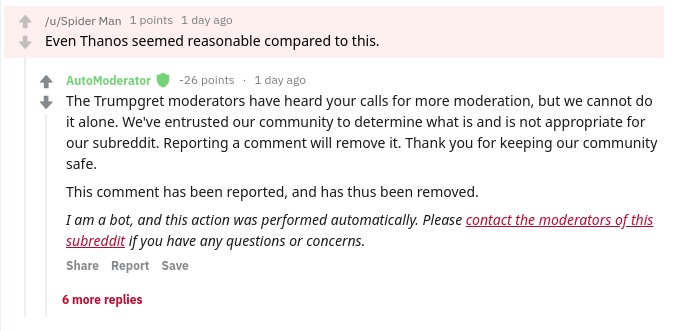 /u/Spider Man 1 points 1 day ago
Even Thanos seemed reasonable compared to this.
AutoModerator -26 points · 1 day ago
The Trumpgret moderators have heard your calls for more moderation, but we cannot do
it alone. We've entrusted our community to determine what is and is not appropriate for
our subreddit. Reporting a comment will remove it. Thank you for keeping our community
safe.
This comment has been reported, and has thus been removed.
I am a bot, and this action was performed automatically. Please contact the moderators of this
subreddit if you have any questions or concerns.
Share Report Save
6 more replies